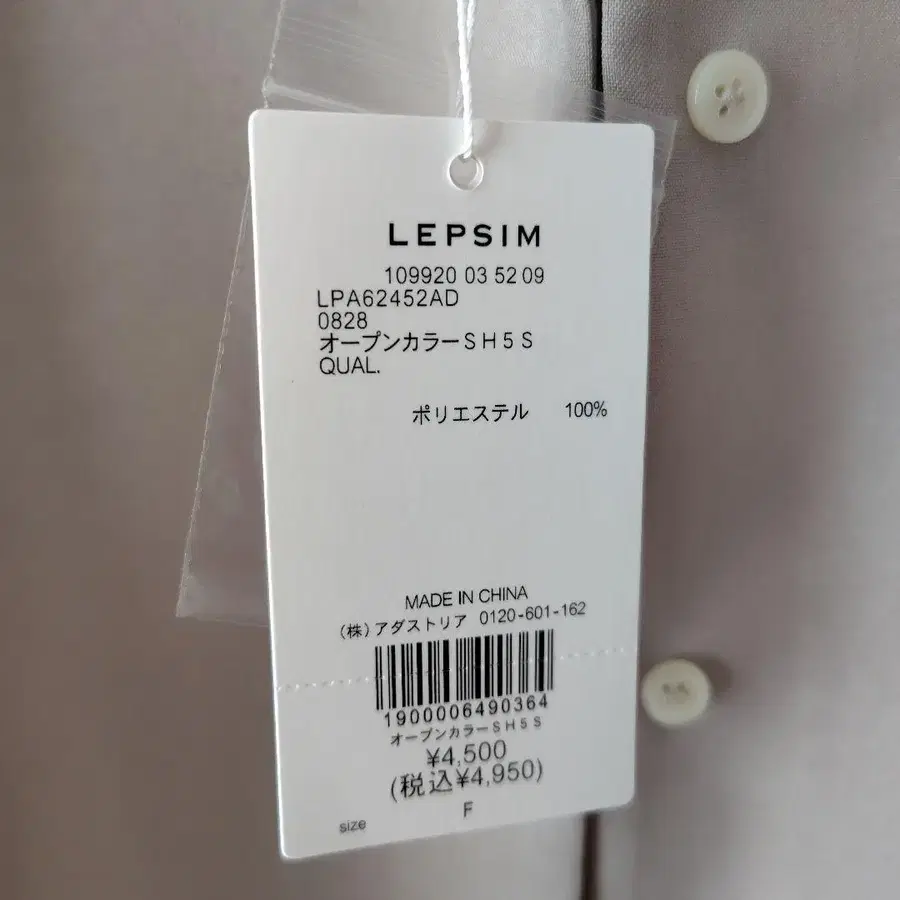 LEPSIM
109920 03 52 09
LPA62452AD
0828
オープンカラーSH5S
QUAL.
ポリエステル 100%
MADE IN CHINA
(株)アダストリア 0120-601-162
1900006490364
オープンカラーSH5S
¥4,500
(税込¥4,950)
F
size